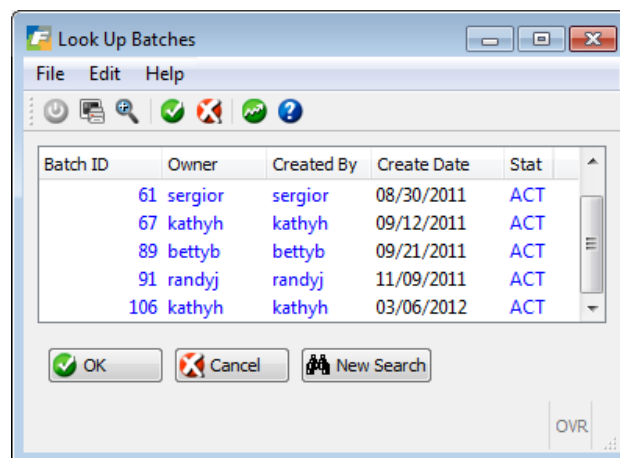 Look Up Batches
File Edit Help
Batch ID Owner Created By Create Date Stat
61 sergior sergior 08/30/2011 ACT
67 kathyh kathyh 09/12/2011 ACT
89 bettyb bettyb 09/21/2011 ACT
91 randyj randyj 11/09/2011 ACT
106 kathyh kathyh 03/06/2012 ACT
OK Cancel New Search
OVR